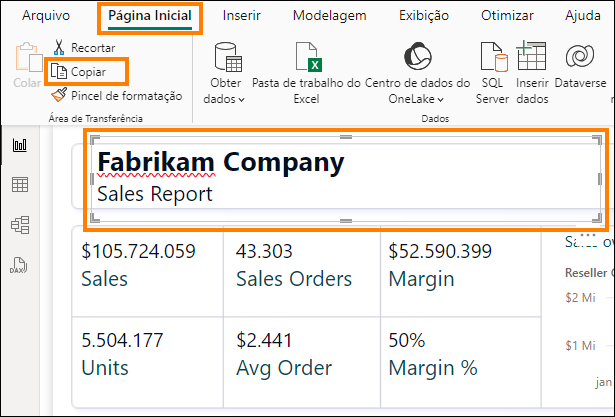 Arquivo Página Inicial Inserir Modelagem Exibição Otimizar Ajuda
Colar
Recortar
Copiar
Pincel de formatação
Área de Transferência
Obter dados
Pasta de trabalho do Excel
Centro de dados do OneLake
SQL Server
Inserir dados
Dataverse
Dados
DAX
Fabrikam Company
Sales Report
$105.724.059
Sales
43.303
Sales Orders
$52.590.399
Margin
5.504.177
Units
$2.441
Avg Order
50%
Margin %
Sales ov
Reseller
$2 Mi
$1 Mi
jan